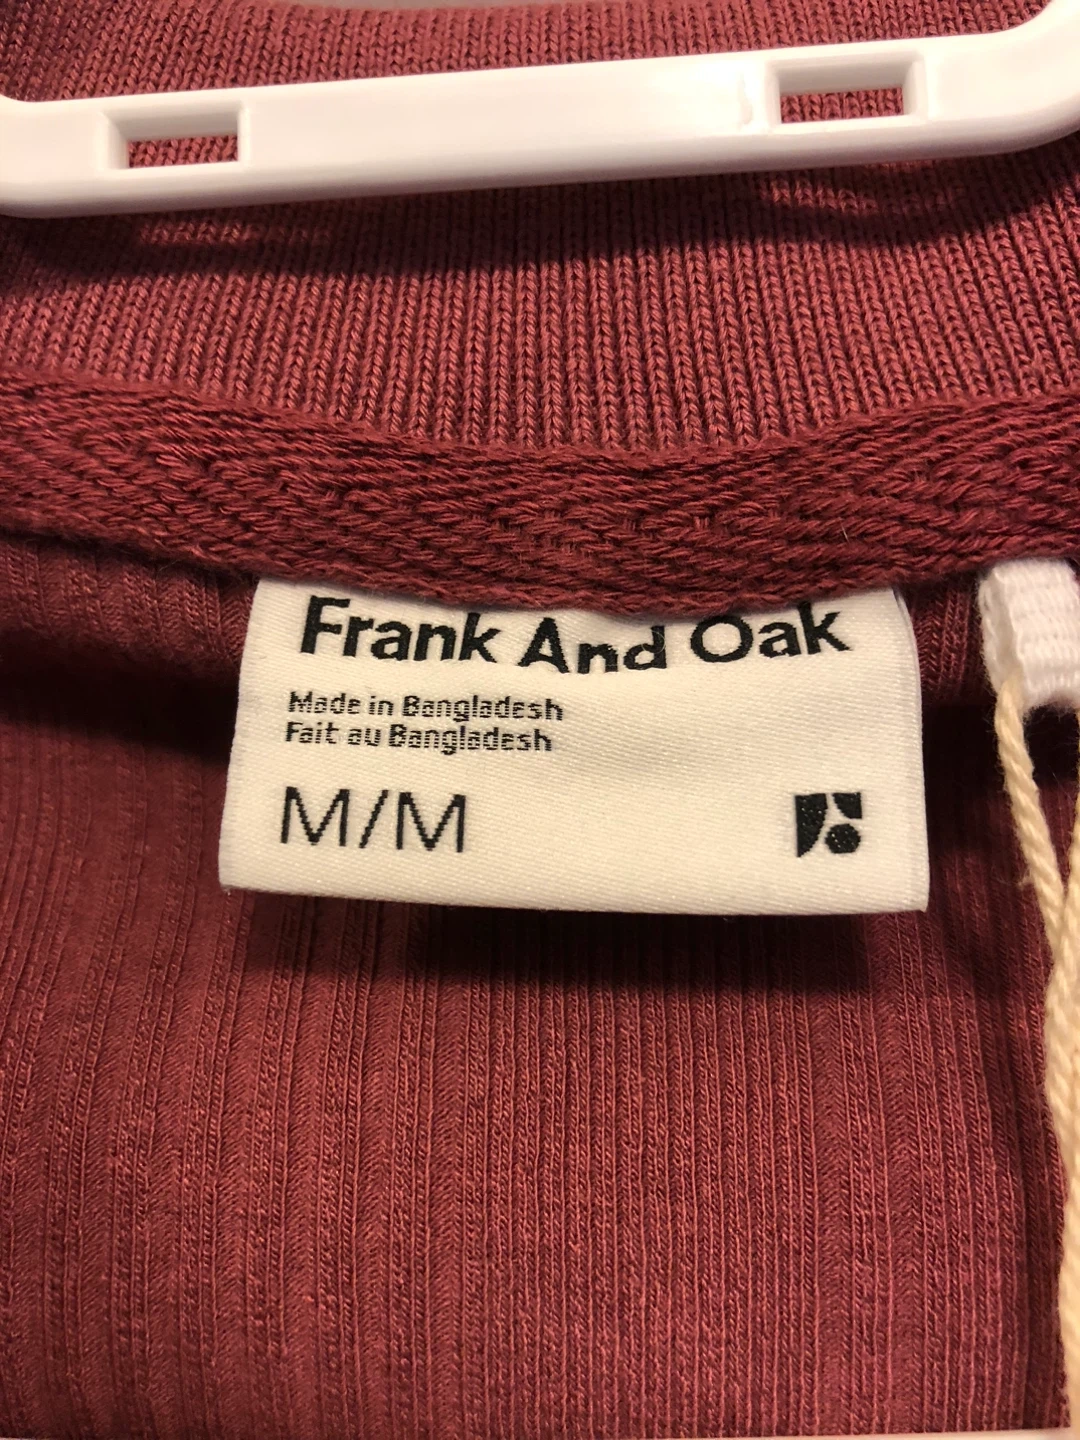 Frank And Oak
Made in Bangladesh
Fait au Bangladesh
M/M